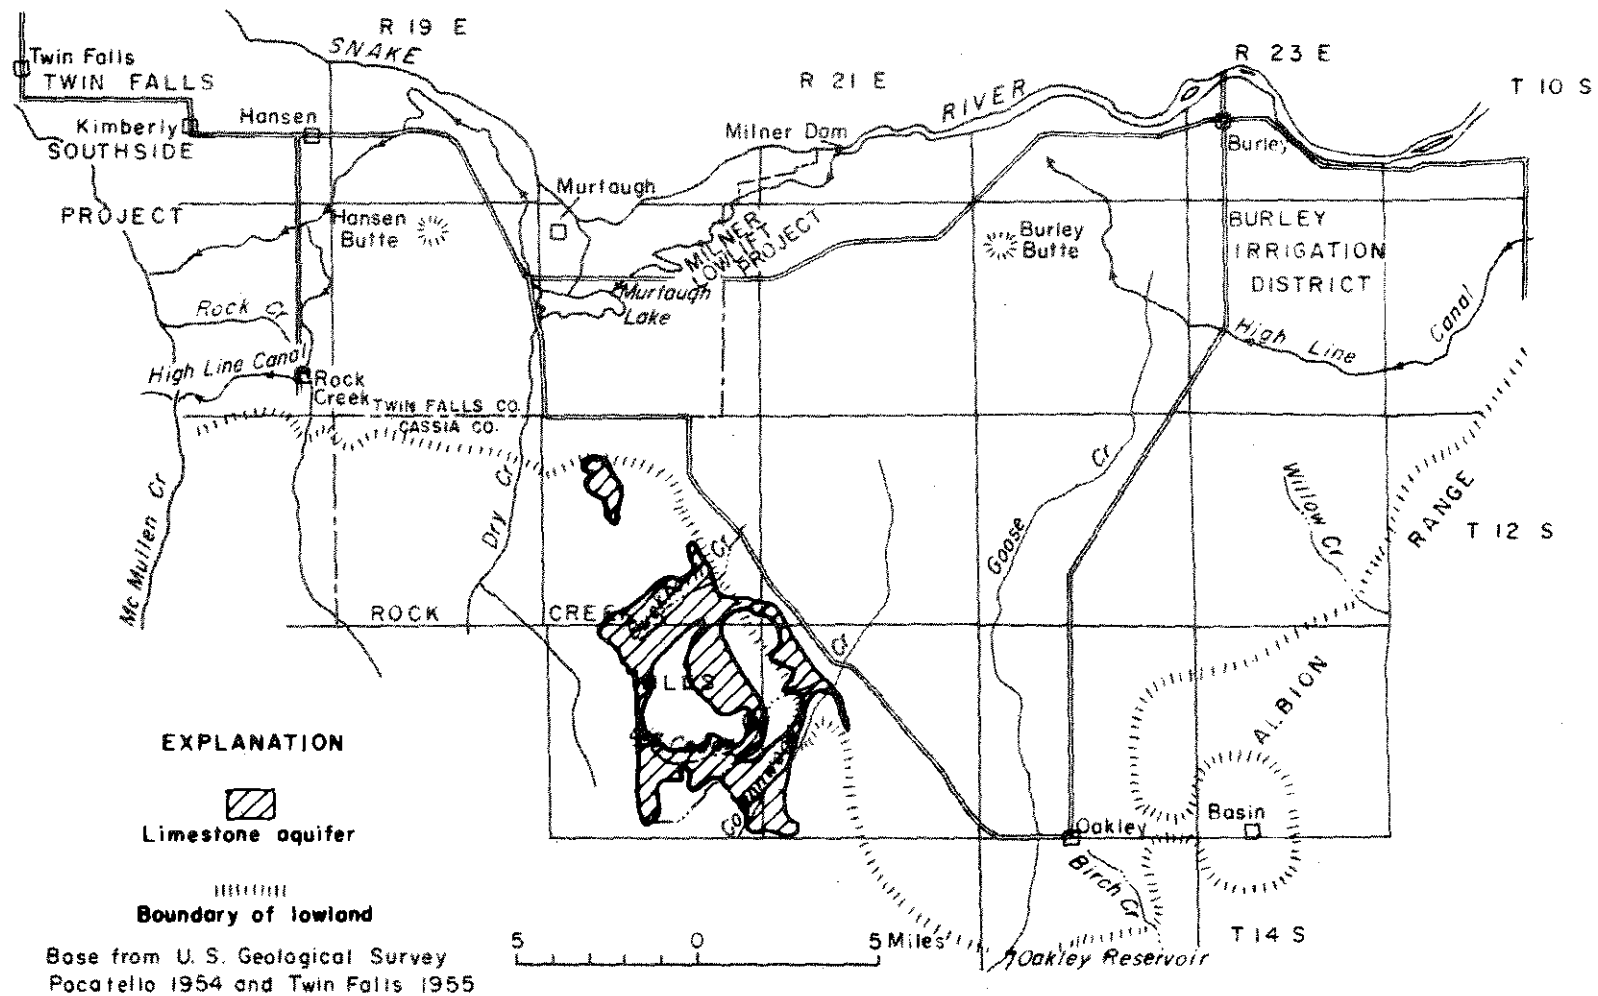 R 19 E
SNAKE
R 23 E
Twin Falls
TWIN FALLS
R 21 E
RIVER
T 10 S
Hansen
Kimberly
SOUTHSIDE
Milner Dam
Burley
Murtaugh
PROJECT
Hansen
Butte
MILNER
LOWLIFT
PROJECT
Burley
Butte
BURLEY
IRRIGATION
DISTRICT
Murtaugh
Lake
Rock Cr
High Line Canal
High Line Canal
Rock
Creek
TWIN FALLS CO.
CASSIA CO.
Mc Mullen Cr
Dry Cr
Cr
Goose Cr
Willow Cr
RANGE
T 12 S
ROCK CREEK
Cr
HILLS
ALBION
EXPLANATION
Limestone aquifer
Basin
Oakley
Birch Cr
Boundary of lowland
T 14 S
5 0 5 Miles
Oakley Reservoir
Base from U. S. Geological Survey
Pocatello 1954 and Twin Falls 1955